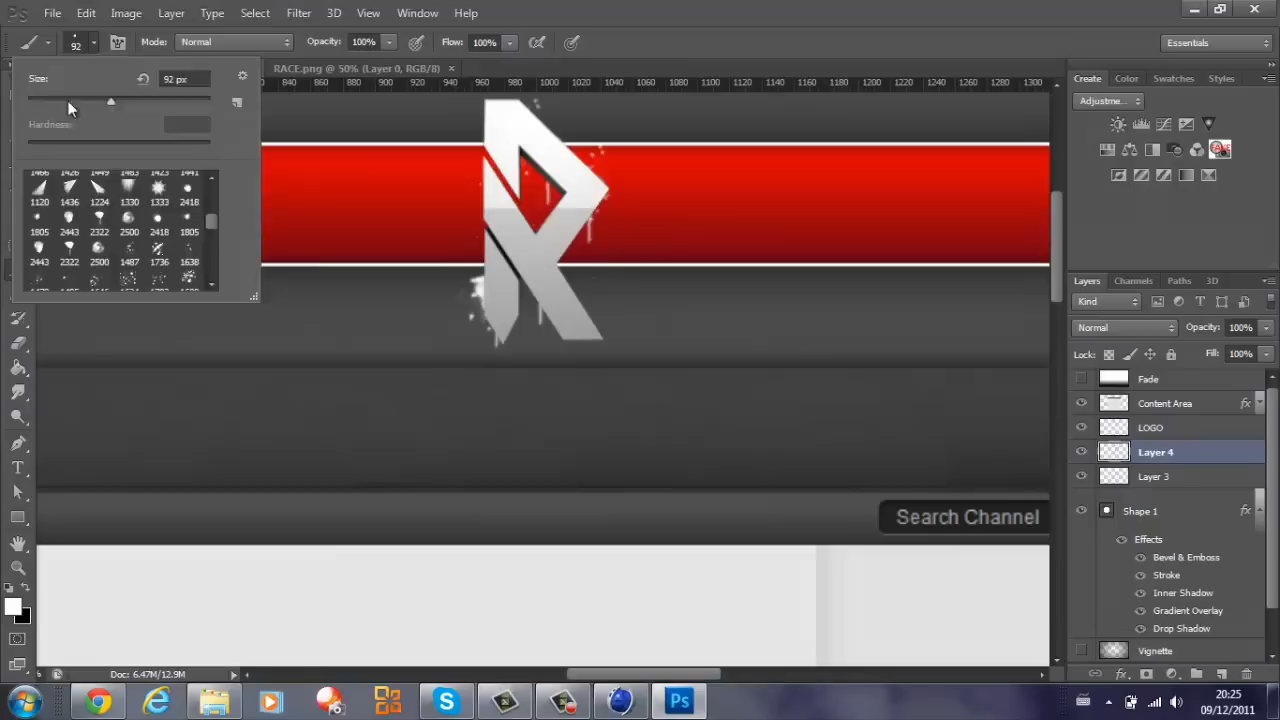 Ps File Edit Image Layer Type Select Filter 3D View Window Help
92 Mode: Normal Opacity: 100% Flow: 100% Essentials
Size: 92 px
Hardness:
RACE.png @ 50% (Layer 0, RGB/8)
840 860 880 900 920 940 960 980 1000 1020 1040 1060 1080 1100 1120 1140 1160 1180 1200 1220 1240 1260 1280 1300
1466 1426 1449 1483 1423 1441
1120 1436 1224 1330 1333 2418
1805 2443 2322 2500 2418 1805
2443 2322 2500 1487 1736 1638
R
Search Channel
Create Color Swatches Styles
Adjustme...
Layers Channels Paths 3D
Kind
Normal Opacity: 100%
Lock: Fill: 100%
Fade
Content Area fx
LOGO
Layer 4
Layer 3
Shape 1 fx
Effects
Bevel & Emboss
Stroke
Inner Shadow
Gradient Overlay
Drop Shadow
Vignette
Doc: 6.47M/12.9M
20:25
09/12/2011